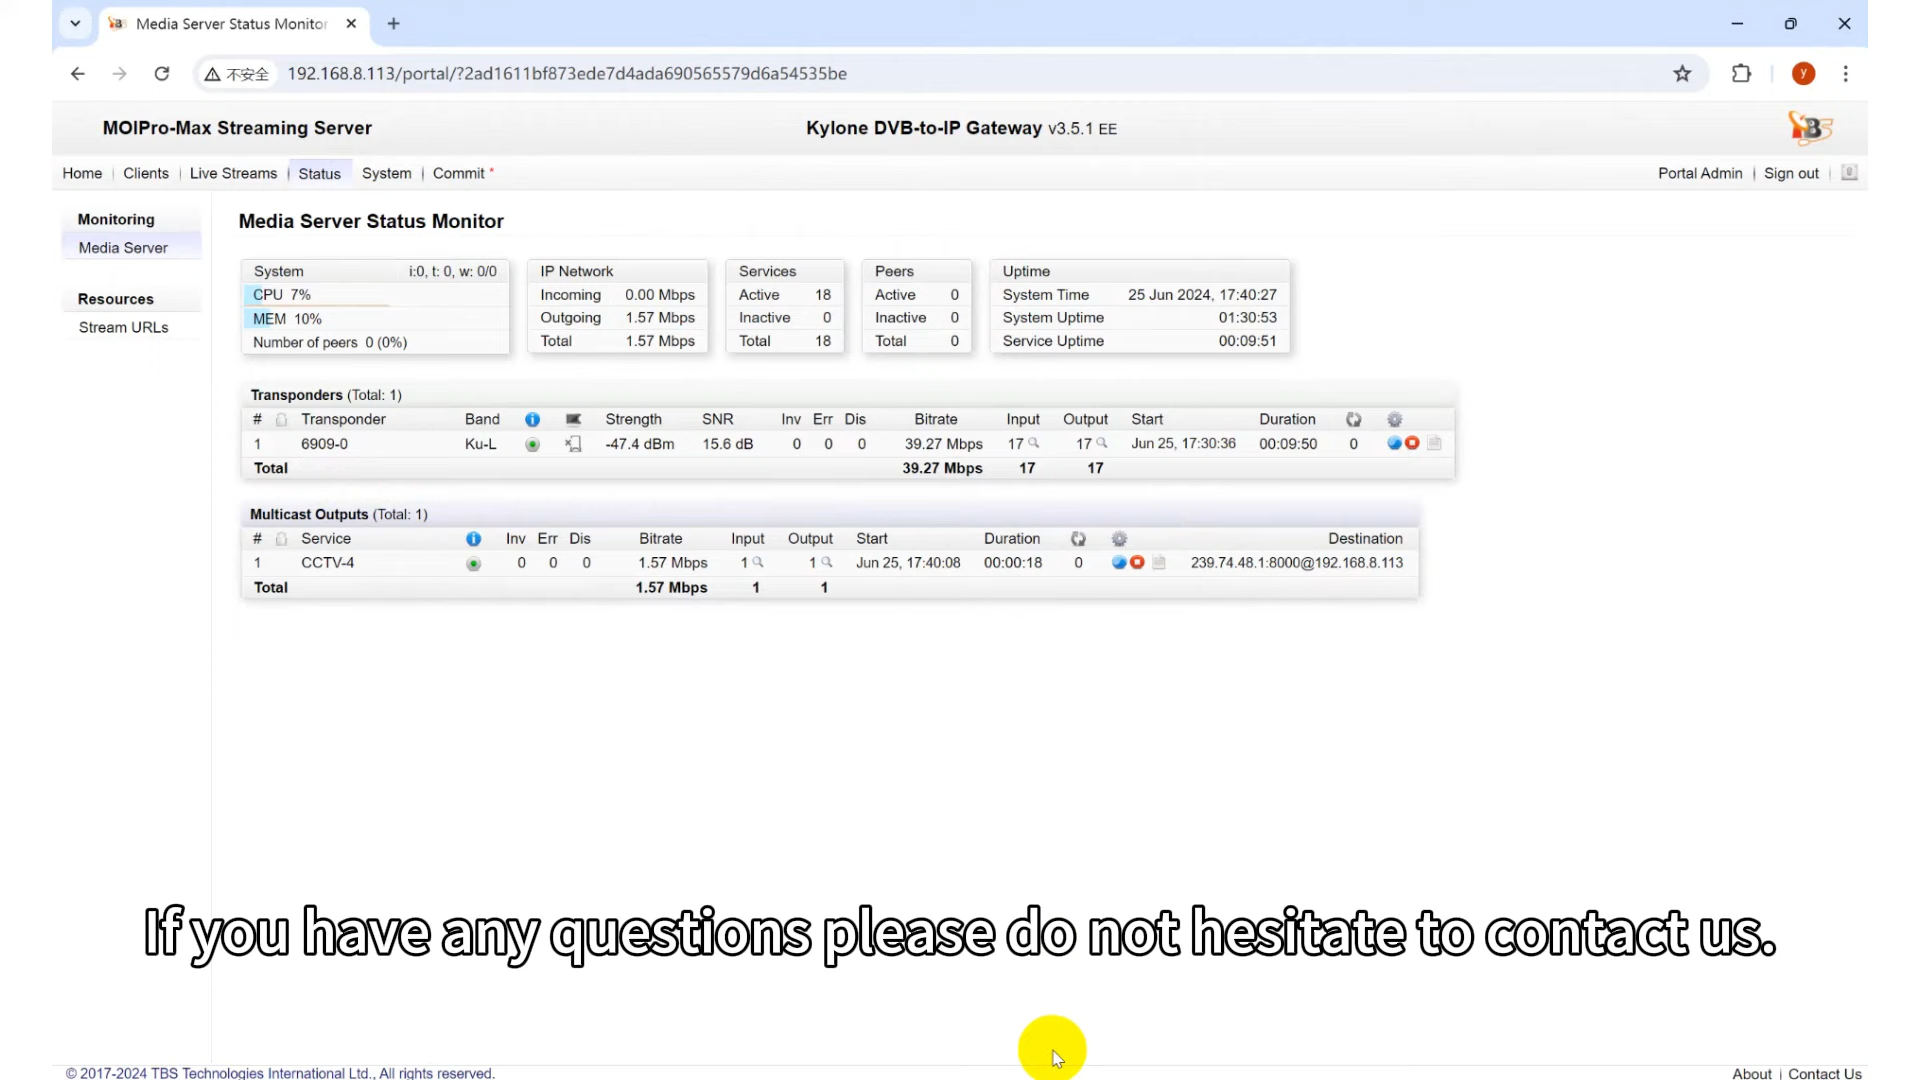 Media Server Status Monitor
不安全 192.168.8.113/portal/?2ad1611bf873ede7d4ada690565579d6a54535be y
MOIPro-Max Streaming Server Kylone DVB-to-IP Gateway v3.5.1 EE TBS
Home | Clients | Live Streams | Status | System | Commit * Portal Admin | Sign out
Monitoring
Media Server
Resources
Stream URLs
Media Server Status Monitor
System i:0, t: 0, w: 0/0
CPU 7%
MEM 10%
Number of peers 0 (0%)
IP Network
Incoming 0.00 Mbps
Outgoing 1.57 Mbps
Total 1.57 Mbps
Services
Active 18
Inactive 0
Total 18
Peers
Active 0
Inactive 0
Total 0
Uptime
System Time 25 Jun 2024, 17:40:27
System Uptime 01:30:53
Service Uptime 00:09:51
Transponders (Total: 1)
# Transponder Band Strength SNR Inv Err Dis Bitrate Input Output Start Duration
1 6909-0 Ku-L -47.4 dBm 15.6 dB 0 0 0 39.27 Mbps 17 17 Jun 25, 17:30:36 00:09:50 0
Total 39.27 Mbps 17 17
Multicast Outputs (Total: 1)
# Service Inv Err Dis Bitrate Input Output Start Duration Destination
1 CCTV-4 0 0 0 1.57 Mbps 1 1 Jun 25, 17:40:08 00:00:18 0 239.74.48.1:8000@192.168.8.113
Total 1.57 Mbps 1 1
If you have any questions please do not hesitate to contact us.
© 2017-2024 TBS Technologies International Ltd., All rights reserved. About | Contact Us